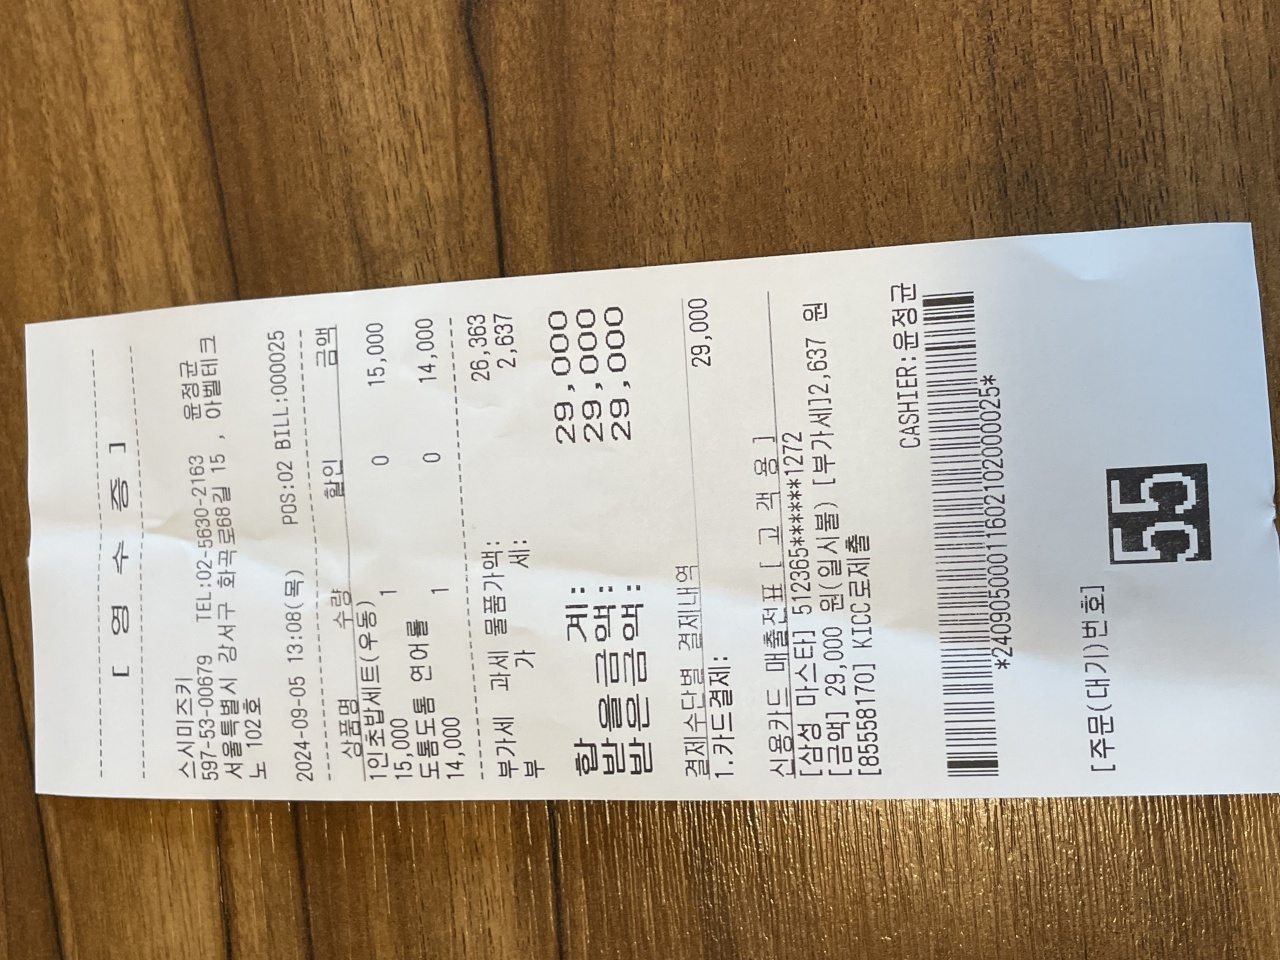 [ 영 수 증 ]
스시미즈키
597-53-00679 TEL:02-5630-2163 윤정균
서울특별시 강서구 화곡로68길 15, 아벨테크
노 102호
2024-09-05 13:08(목) POS:02 BILL:000025
상품명 수량 할인 금액
1인초밥세트(우동)
15,000 1 0 15,000
도톰도톰 연어롤
14,000 1 0 14,000
부가세 과세 물품가액: 26,363
부 가 세: 2,637
합 계: 29,000
받을금액: 29,000
받은금액: 29,000
결제수단별 결제내역
1.카드결제: 29,000
신용카드 매출전표 [ 고 객 용 ]
[삼성 마스타] 512365******1272
[금액] 29,000 원(일시불) [부가세]2,637 원
[85558170] KICC로제출
CASHIER:윤정균
*240905000116021020000025*
[주문(대기)번호] 55